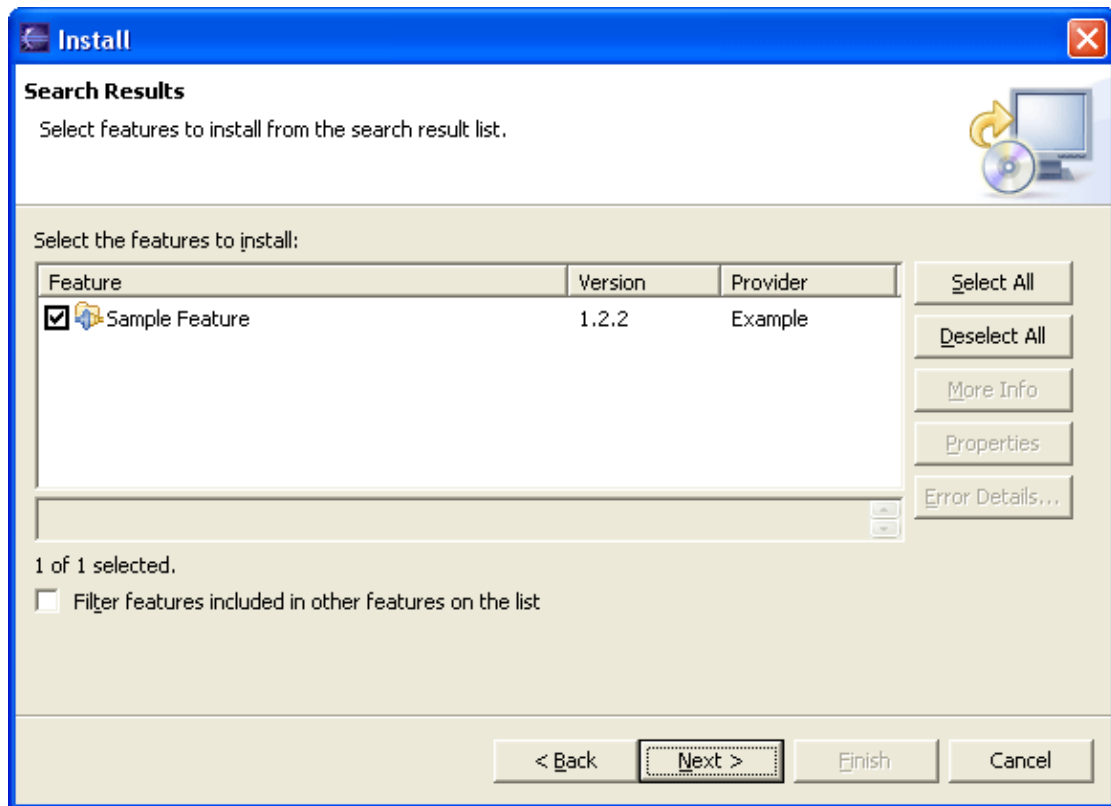 Install
Search Results
Select features to install from the search result list.
Select the features to install:
Feature Version Provider
Sample Feature 1.2.2 Example
Select All
Deselect All
More Info
Properties
Error Details...
1 of 1 selected.
Filter features included in other features on the list
< Back Next > Finish Cancel